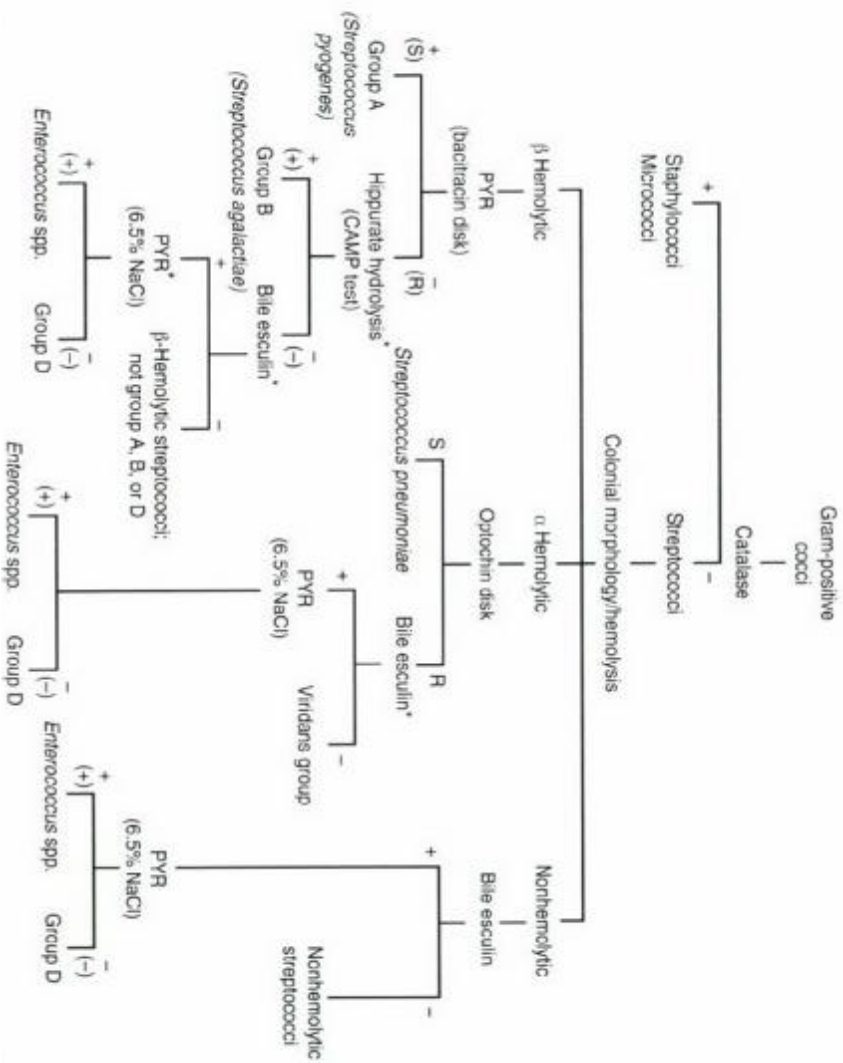 Gram-positive
cocci
Catalase
+
−
Staphylococci
Micrococci
Streptococci
Colonial morphology/hemolysis
β Hemolytic
α Hemolytic
Nonhemolytic
PYR
(bacitracin disk)
Optochin disk
Bile esculin
+
(S)
−
(R)
S
R
+
−
Group A
(Streptococcus
pyogenes)
Hippurate hydrolysis*
(CAMP test)
Streptococcus pneumoniae
Bile esculin*
Nonhemolytic
streptococci
+
(+)
−
(−)
+
−
Group B
(Streptococcus agalactiae)
Bile esculin*
PYR
(6.5% NaCl)
Viridans group
+
−
PYR*
(6.5% NaCl)
β-Hemolytic streptococci;
not group A, B, or D
PYR
(6.5% NaCl)
+
(+)
−
(−)
Enterococcus spp.
Group D
+
(+)
−
(−)
Enterococcus spp.
Group D
+
(+)
−
(−)
Enterococcus spp.
Group D